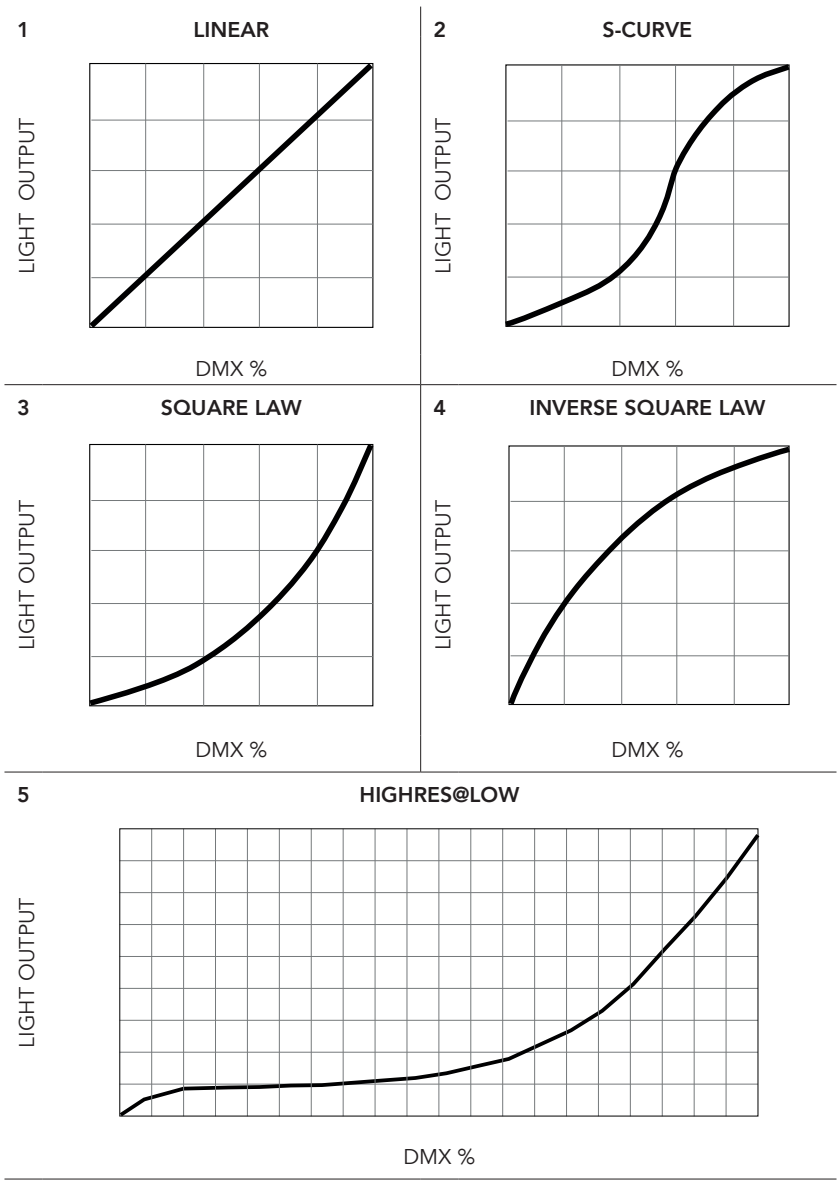 1 LINEAR
LIGHT OUTPUT
DMX %
2 S-CURVE
LIGHT OUTPUT
DMX %
3 SQUARE LAW
LIGHT OUTPUT
DMX %
4 INVERSE SQUARE LAW
LIGHT OUTPUT
DMX %
5 HIGHRES@LOW
LIGHT OUTPUT
DMX %